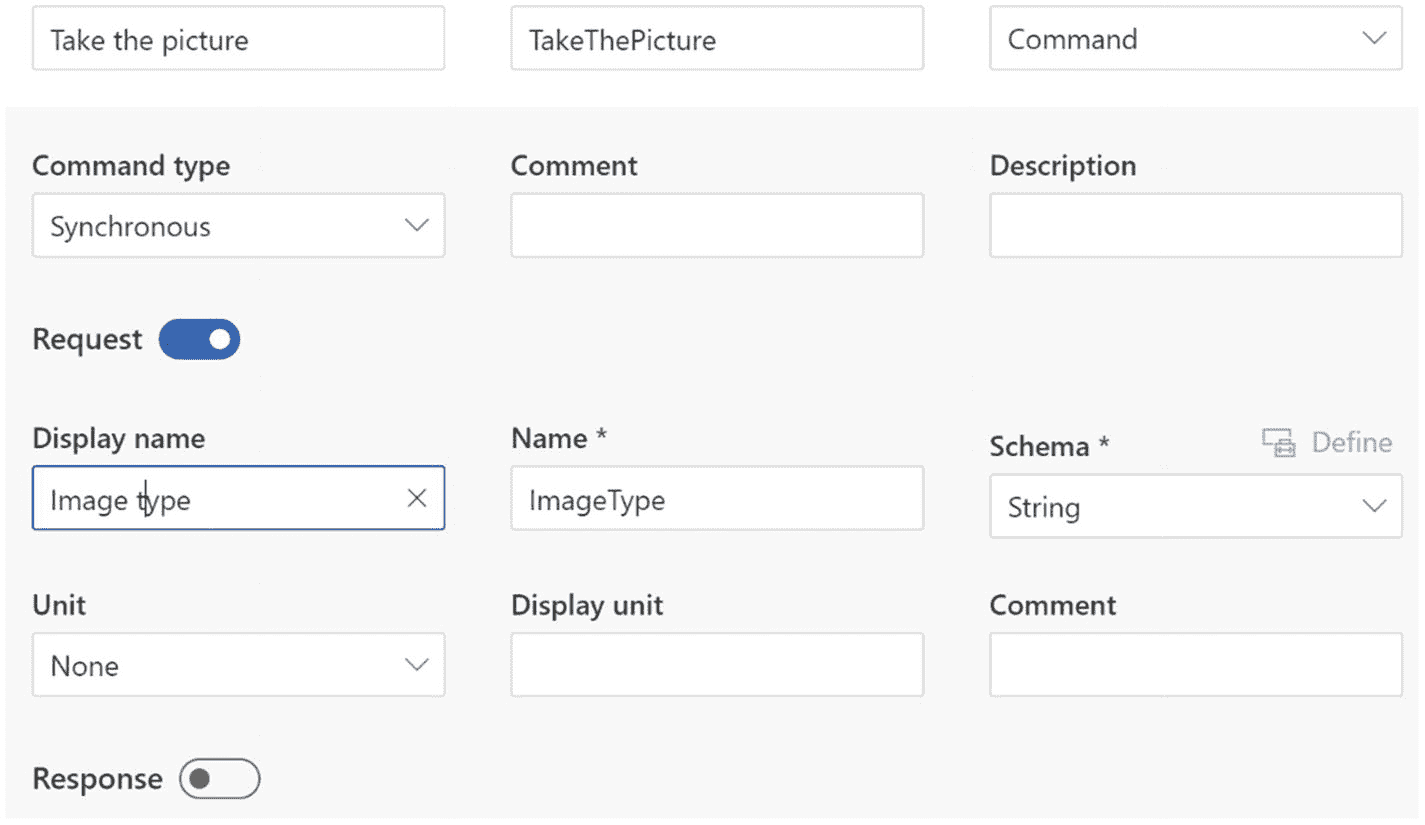 Take the picture TakeThePicture Command
Command type Comment Description
Synchronous
Request
Display name Name * Schema * Define
Image type ImageType String
Unit Display unit Comment
None
Response